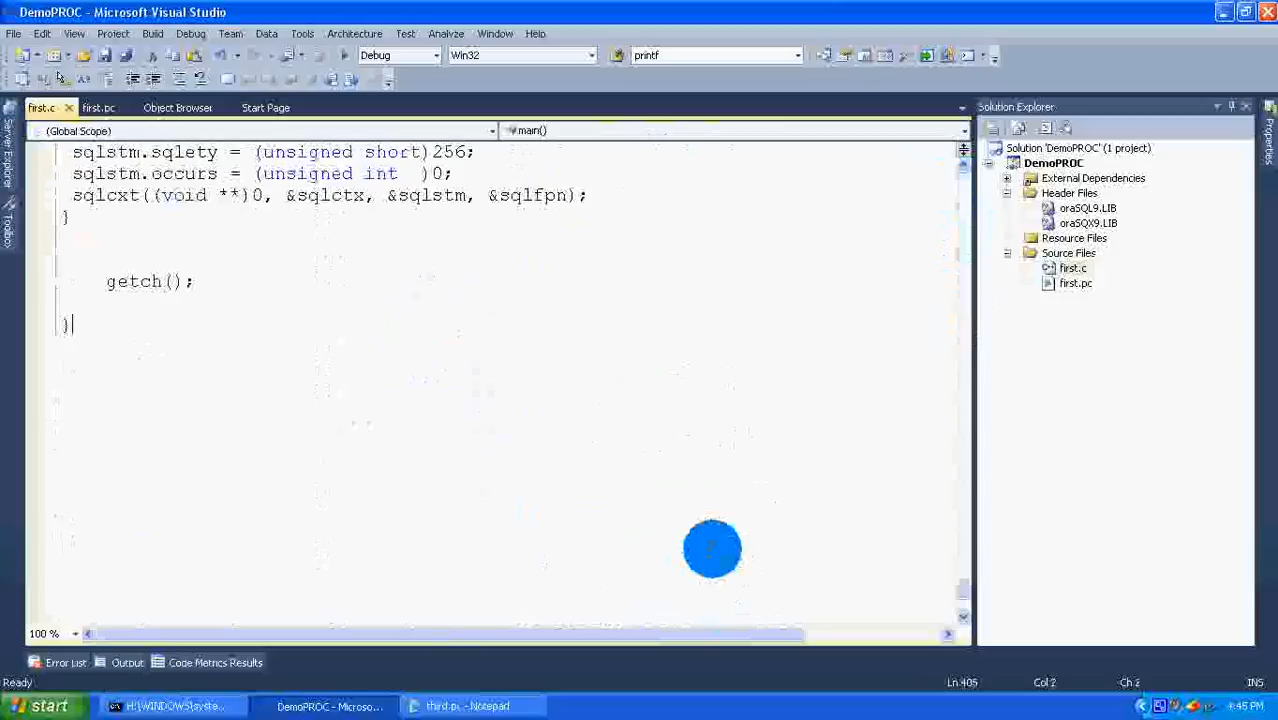 DemoPROC - Microsoft Visual Studio
File Edit View Project Build Debug Team Data Tools Architecture Test Analyze Window Help
Debug Win32 printf
first.c first.pc Object Browser Start Page
Solution Explorer
(Global Scope) main()
sqlstm.sqlety = (unsigned short)256;
sqlstm.occurs = (unsigned int  )0;
sqlcxt((void **)0, &sqlctx, &sqlstm, &sqlfpn);
}
getch();
}
Solution 'DemoPROC' (1 project)
DemoPROC
External Dependencies
Header Files
oraSQL9.LIB
oraSQX9.LIB
Resource Files
Source Files
first.c
first.pc
Server Explorer
Toolbox
Properties
100 %
Error List Output Code Metrics Results
Ready Ln 405 Col 2 Ch 2 INS
start H:\WINDOWS\syste... DemoPROC - Microso... third.pc - Notepad 4:45 PM